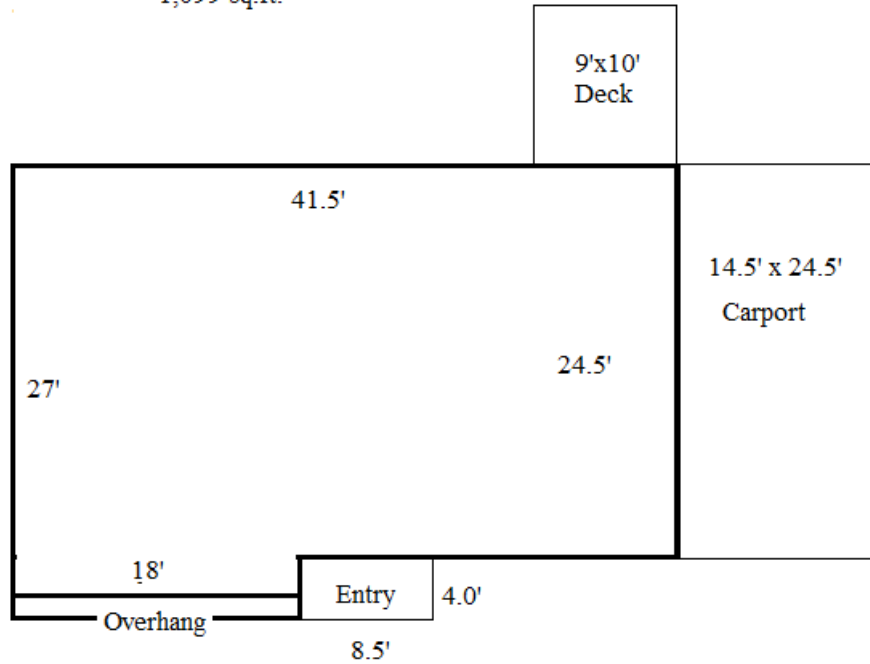 9'x10'
Deck
41.5'
14.5' x 24.5'
Carport
24.5'
27'
18'
Entry
4.0'
Overhang
8.5'